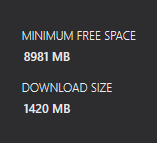 MINIMUM FREE SPACE
8981 MB
DOWNLOAD SIZE
1420 MB